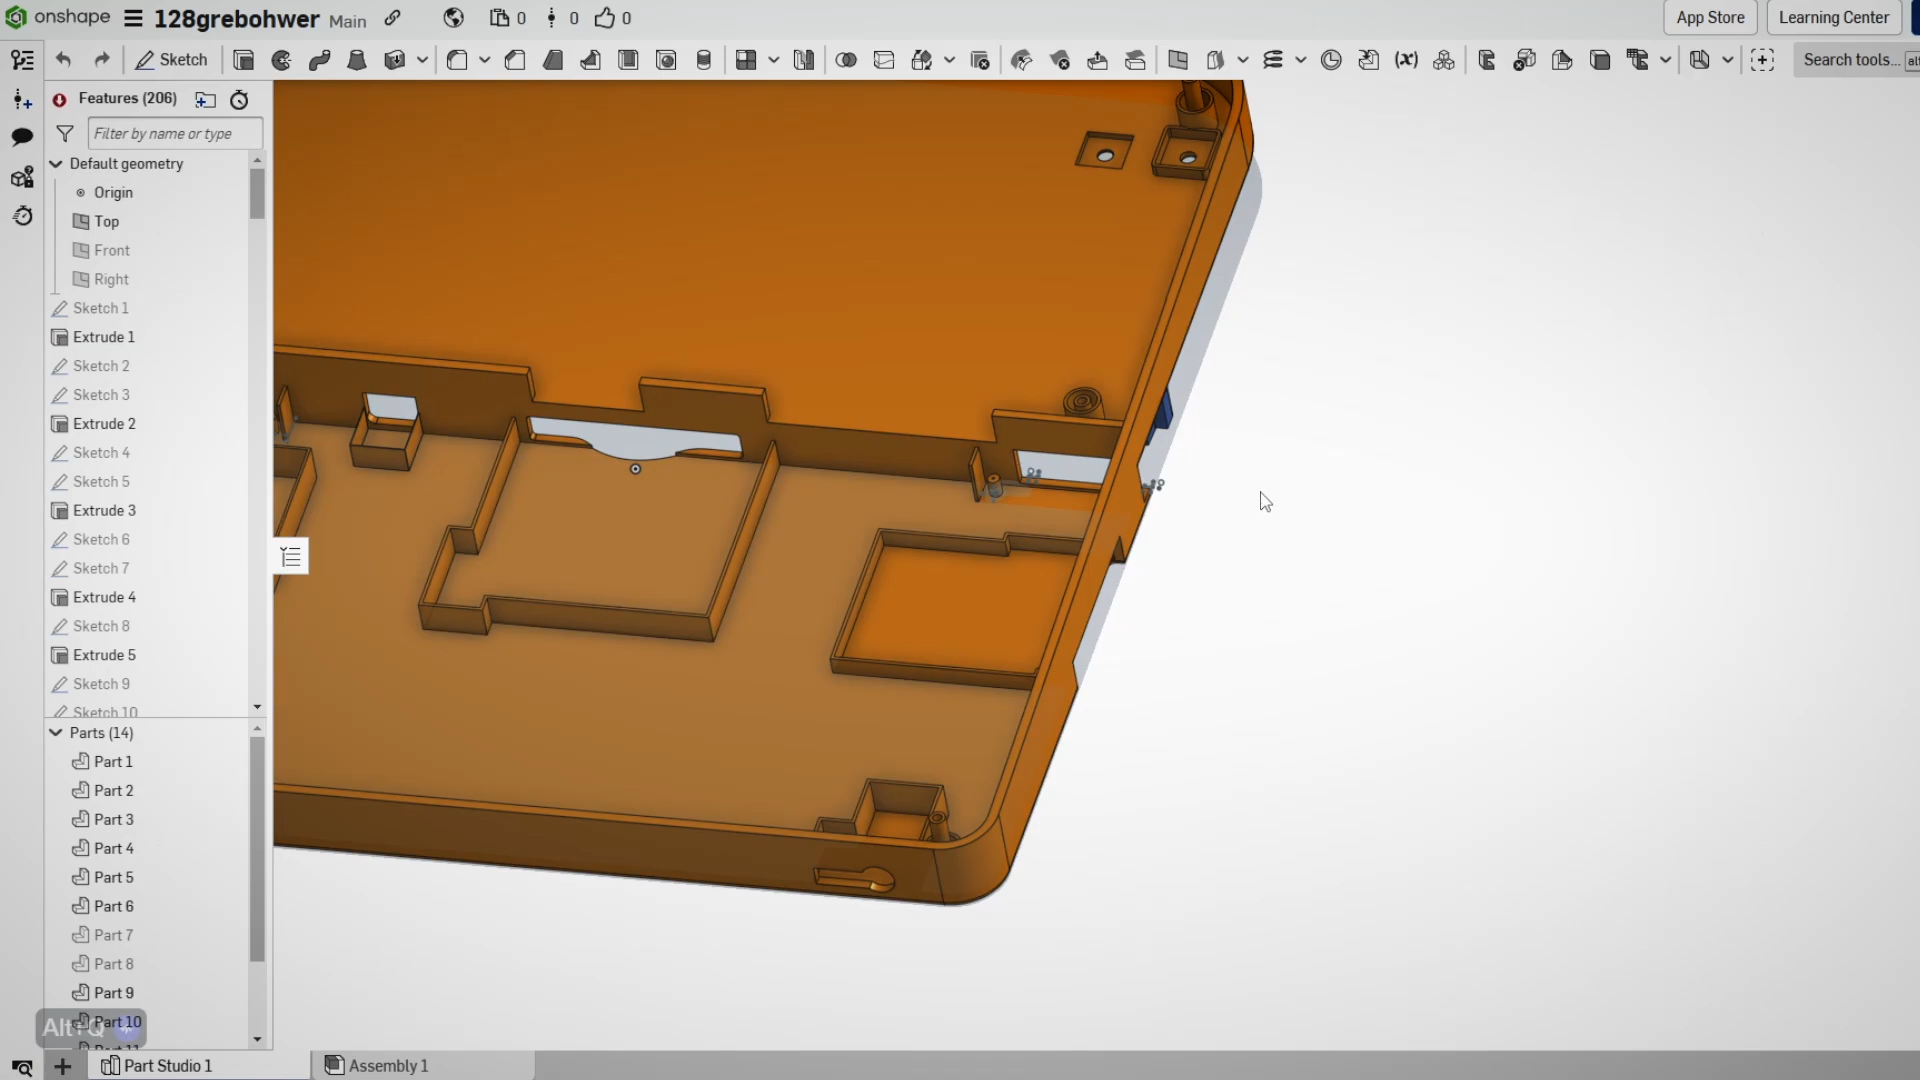 onshape 128grebohwer Main 0 0 0 App Store Learning Center
Sketch Search tools... alt
Features (206)
Filter by name or type
Default geometry
Origin
Top
Front
Right
Sketch 1
Extrude 1
Sketch 2
Sketch 3
Extrude 2
Sketch 4
Sketch 5
Extrude 3
Sketch 6
Sketch 7
Extrude 4
Sketch 8
Extrude 5
Sketch 9
Sketch 10
Parts (14)
Part 1
Part 2
Part 3
Part 4
Part 5
Part 6
Part 7
Part 8
Part 9
Part 10
Alt+Q
Part 11
Part Studio 1 Assembly 1